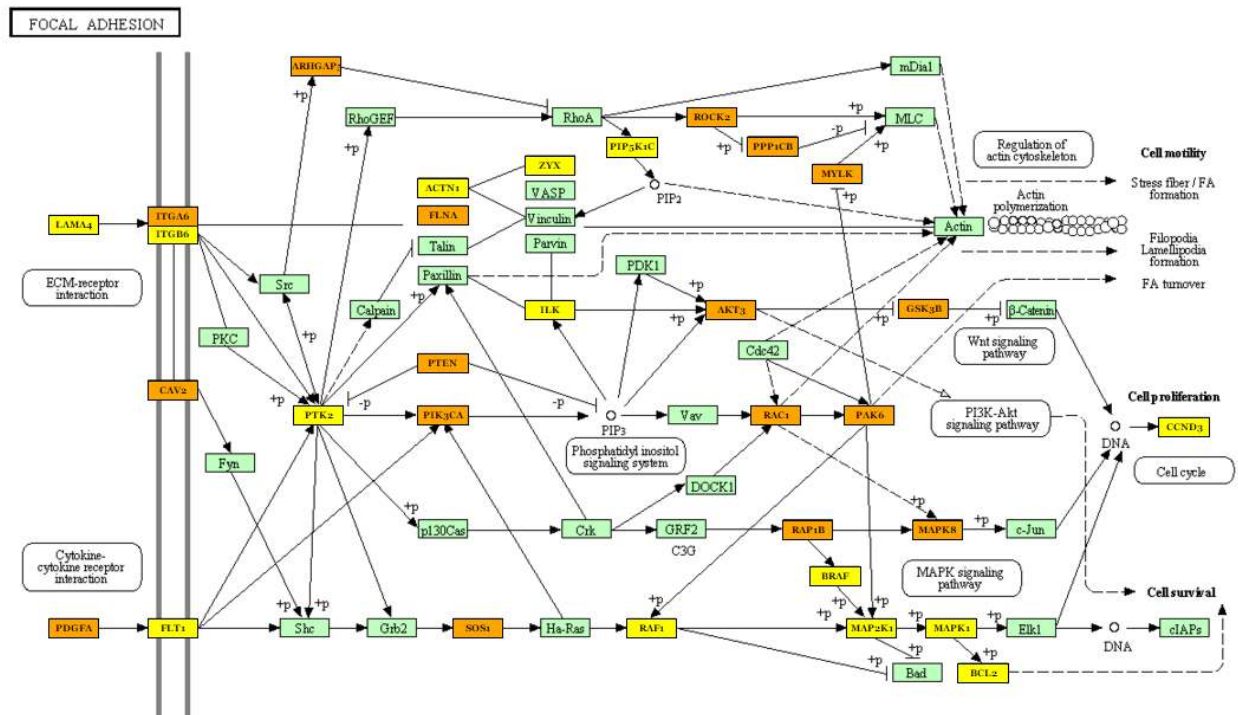 FOCAL ADHESION
ARHGAP5
mDia1
+p
RhoGEF
RhoA
ROCK2
+p
MLC
-p
+p
PPP1CB
+p
+p
PIP5K1C
MYLK
Regulation of
actin cytoskeleton
Cell motility
ZYX
ACTN1
VASP
PIP2
+p
Stress fiber / FA
formation
Actin
polymerization
LAMA4
ITGA6
ITGB6
FLNA
Vinculin
Actin
Talin
Parvin
Filopodia
Lamellipodia
formation
ECM-receptor
interaction
Src
Paxillin
PDK1
FA turnover
+p
+p
Calpain
ILK
+p
AKT3
GSK3B
+p
β-Catenin
+p
PKC
+p
Cdc42
Wnt signaling
pathway
CAV2
PTEN
+p
-p
-p
PTK2
PIK3CA
PIP3
Vav
RAC1
PAK6
PI3K-Akt
signaling pathway
Cell proliferation
CCND3
DNA
Phosphatidyl inositol
signaling system
Fyn
Cell cycle
DOCK1
+p
p130Cas
Crk
GRF2
C3G
RAP1B
+p
MAPK8
+p
c-Jun
Cytokine-
cytokine receptor
interaction
BRAF
MAPK signaling
pathway
Cell survival
+p
+p
+p
+p
+p
+p
+p
PDGFA
FLT1
Shc
Grb2
SOS1
Ha-Ras
RAF1
MAP2K1
MAPK1
Elk1
DNA
cIAPs
+p
+p
+p
Bad
BCL2